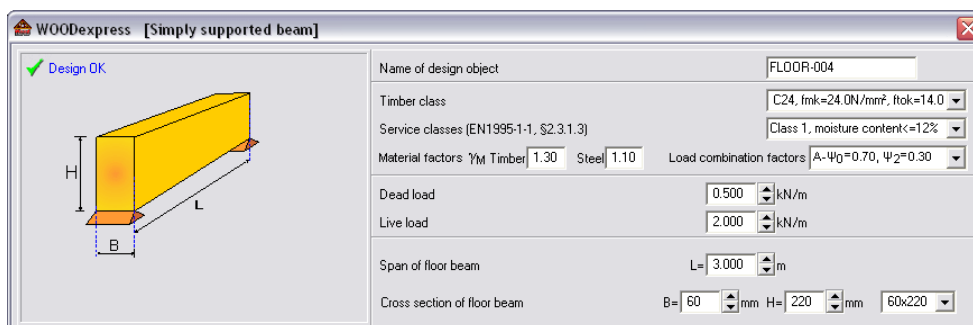 WOODexpress [Simply supported beam]
Design OK
H
L
B
Name of design object FLOOR-004
Timber class C24, fmk=24.0N/mm², ftok=14.0
Service classes (EN1995-1-1, §2.3.1.3) Class 1, moisture content<=12%
Material factors γM Timber 1.30 Steel 1.10 Load combination factors A-Ψ0=0.70, Ψ2=0.30
Dead load 0.500 kN/m
Live load 2.000 kN/m
Span of floor beam L= 3.000 m
Cross section of floor beam B= 60 mm H= 220 mm 60x220